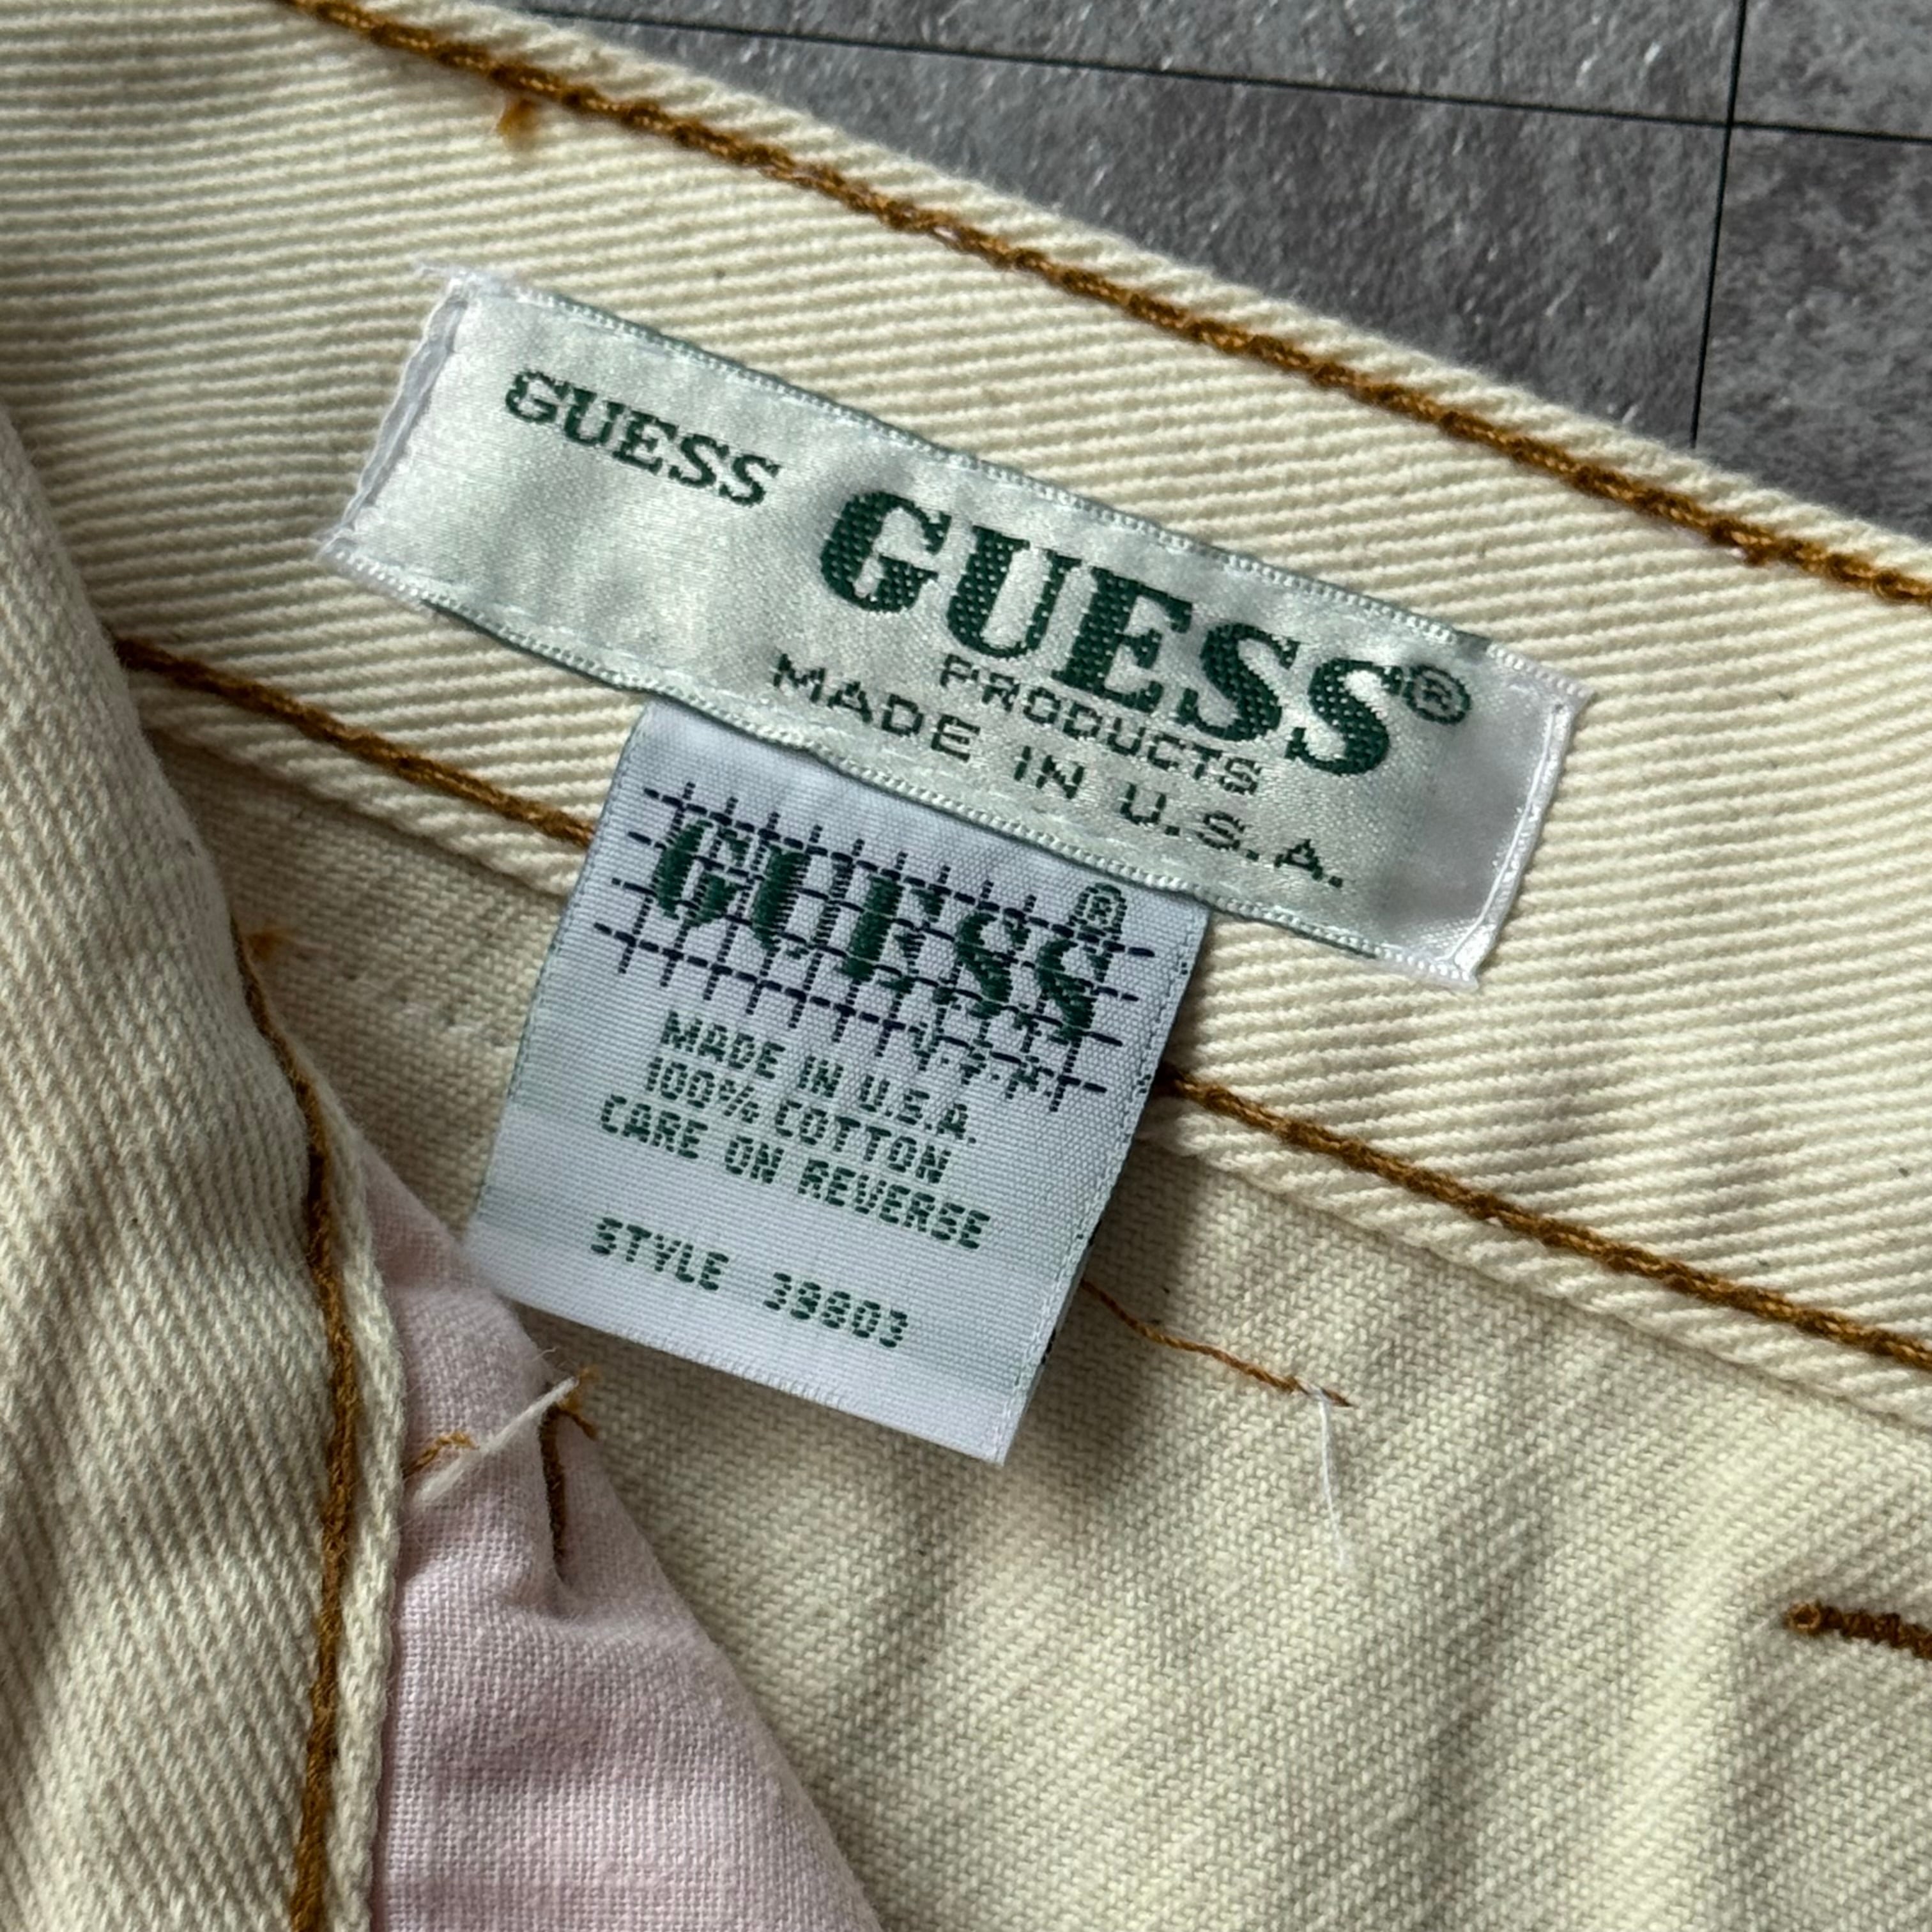 GUESS
GUESS®
PRODUCTS
MADE IN U.S.A.
GUESS®
U.S.A.
MADE IN U.S.A.
100% COTTON
CARE ON REVERSE
STYLE 39803